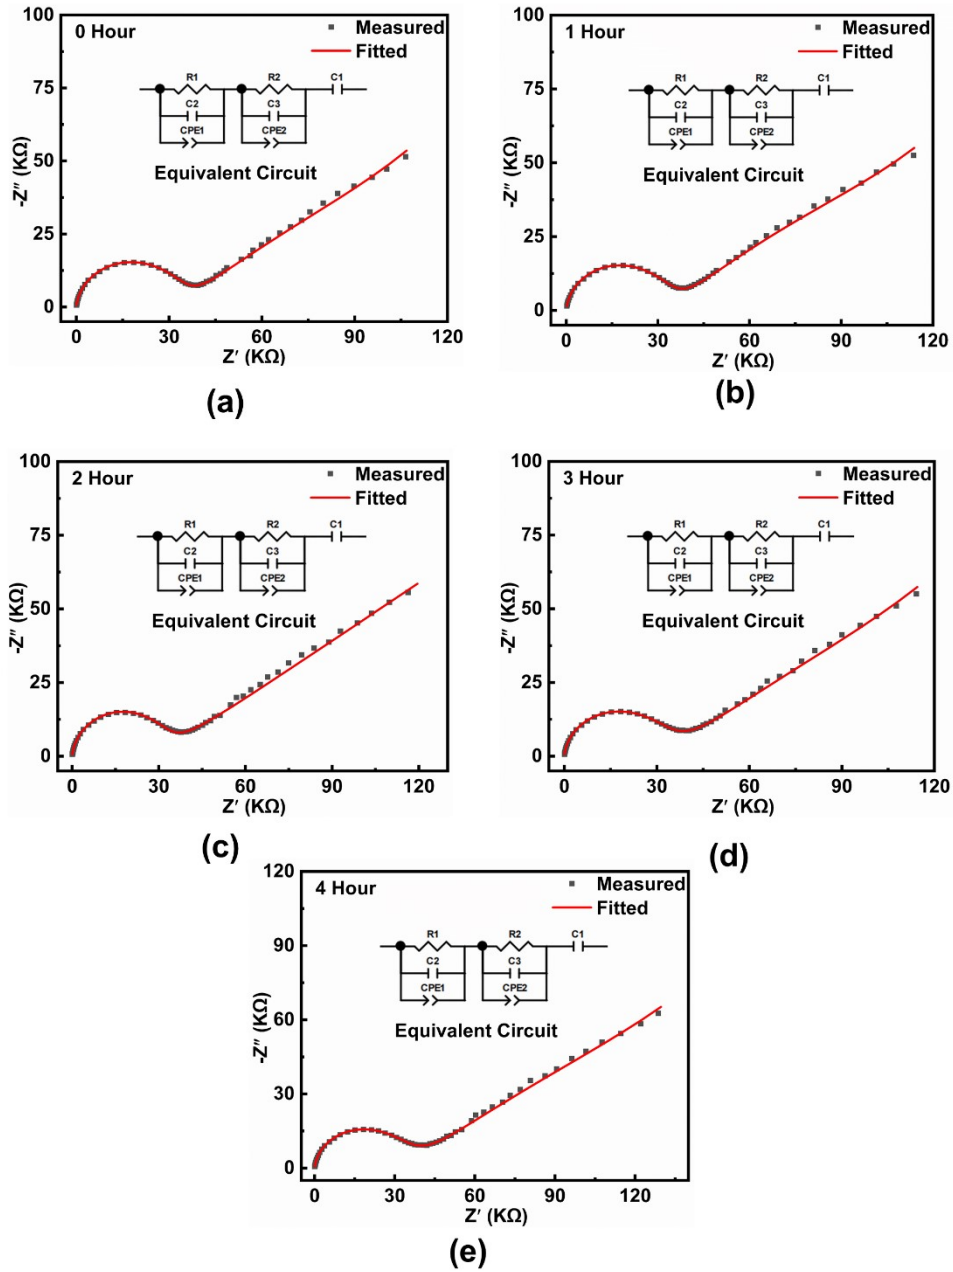 0 Hour
Measured
Fitted
R1 R2 C1
C2 C3
CPE1 CPE2
Equivalent Circuit
100
75
50
25
0
-Z″ (KΩ)
0 30 60 90 120
Z′ (KΩ)
(a)
1 Hour
Measured
Fitted
R1 R2 C1
C2 C3
CPE1 CPE2
Equivalent Circuit
100
75
50
25
0
-Z″ (KΩ)
0 30 60 90 120
Z′ (KΩ)
(b)
2 Hour
Measured
Fitted
R1 R2 C1
C2 C3
CPE1 CPE2
Equivalent Circuit
100
75
50
25
0
-Z″ (KΩ)
0 30 60 90 120
Z′ (KΩ)
(c)
3 Hour
Measured
Fitted
R1 R2 C1
C2 C3
CPE1 CPE2
Equivalent Circuit
100
75
50
25
0
-Z″ (KΩ)
0 30 60 90 120
Z′ (KΩ)
(d)
4 Hour
Measured
Fitted
R1 R2 C1
C2 C3
CPE1 CPE2
Equivalent Circuit
120
90
60
30
0
-Z″ (KΩ)
0 30 60 90 120
Z′ (KΩ)
(e)